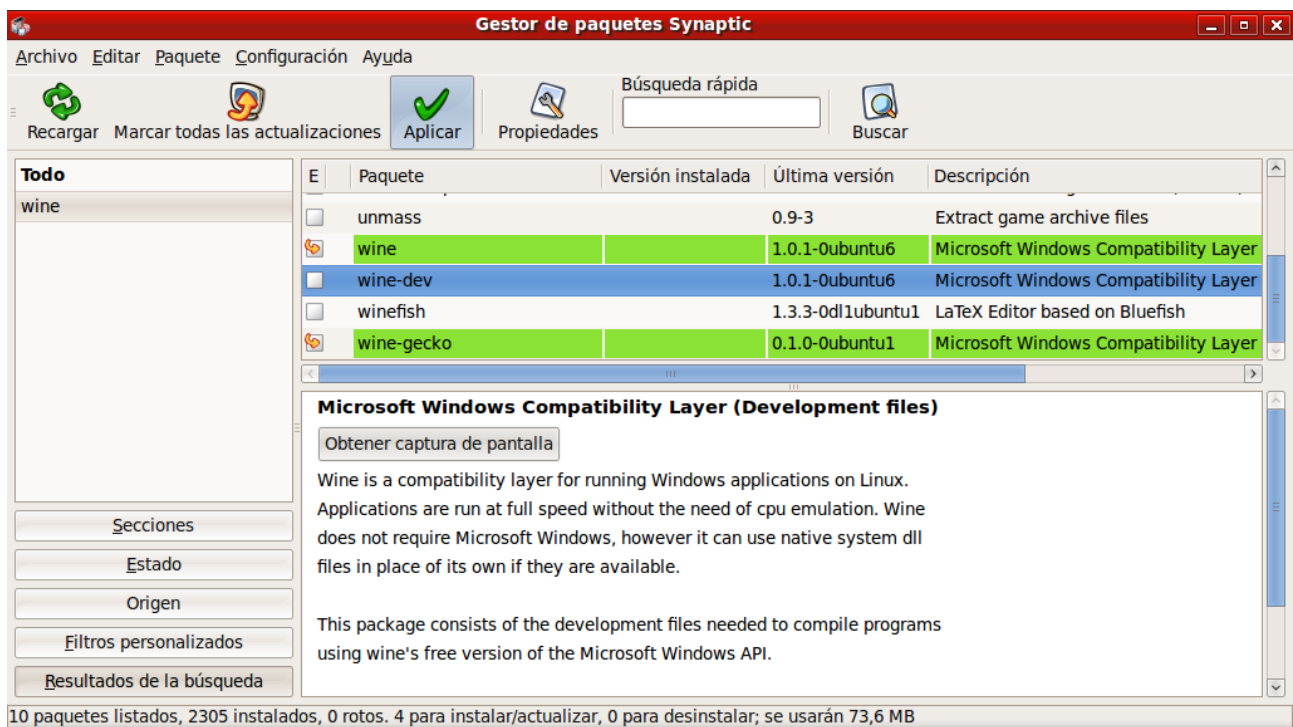 Gestor de paquetes Synaptic
Archivo Editar Paquete Configuración Ayuda
Búsqueda rápida
Recargar Marcar todas las actualizaciones Aplicar Propiedades Buscar
Todo
wine
E Paquete Versión instalada Última versión Descripción
unmass 0.9-3 Extract game archive files
wine 1.0.1-0ubuntu6 Microsoft Windows Compatibility Layer
wine-dev 1.0.1-0ubuntu6 Microsoft Windows Compatibility Layer
winefish 1.3.3-0dl1ubuntu1 LaTeX Editor based on Bluefish
wine-gecko 0.1.0-0ubuntu1 Microsoft Windows Compatibility Layer
Microsoft Windows Compatibility Layer (Development files)
Obtener captura de pantalla
Wine is a compatibility layer for running Windows applications on Linux.
Applications are run at full speed without the need of cpu emulation. Wine
does not require Microsoft Windows, however it can use native system dll
files in place of its own if they are available.
This package consists of the development files needed to compile programs
using wine's free version of the Microsoft Windows API.
Secciones
Estado
Origen
Filtros personalizados
Resultados de la búsqueda
10 paquetes listados, 2305 instalados, 0 rotos. 4 para instalar/actualizar, 0 para desinstalar; se usarán 73,6 MB